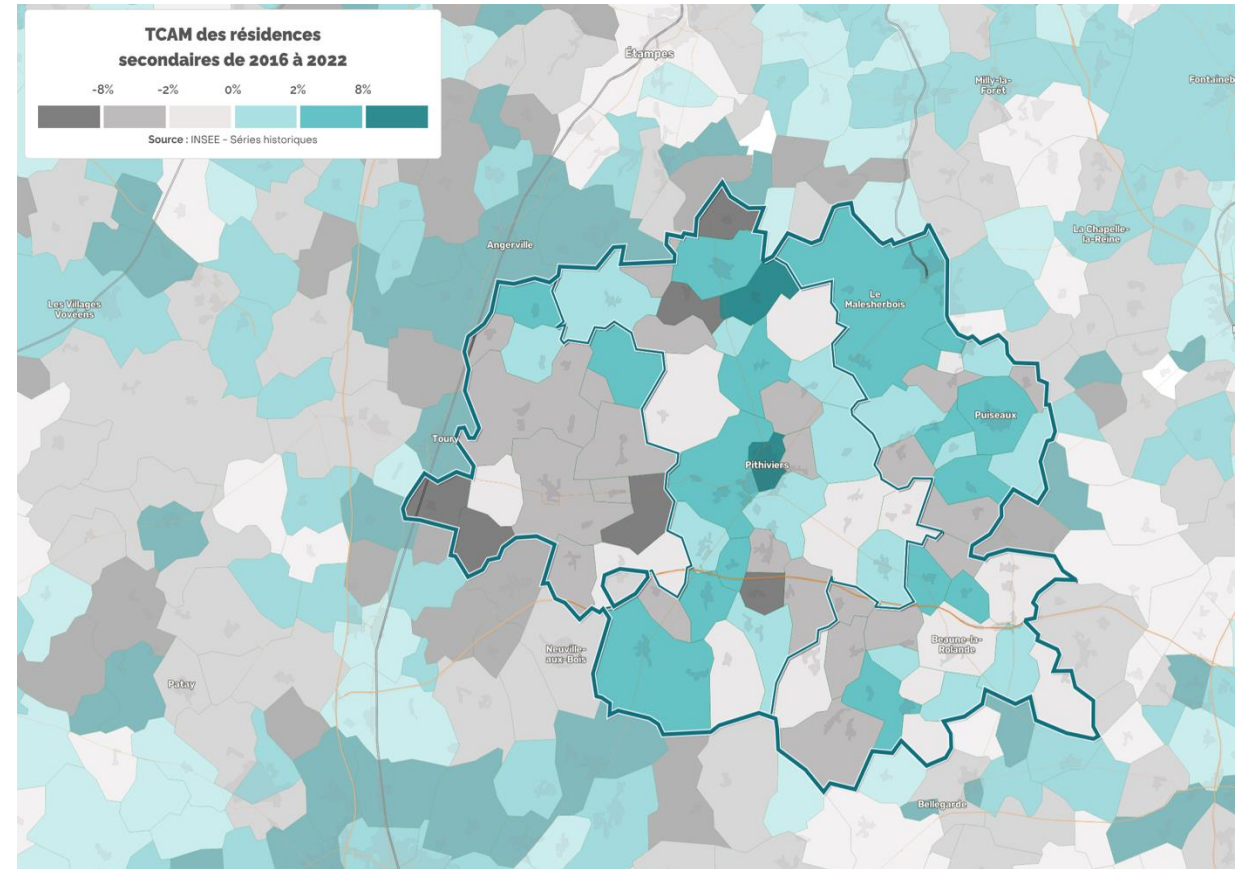 TCAM des résidences
secondaires de 2016 à 2022
-8% -2% 0% 2% 8%
Source : INSEE - Séries historiques
Étampes
Milly-la-
Forêt
Fontaineb
La Chapelle-
la-Reine
Angerville
Les Villages
Vovéens
Le
Malesherbois
Puiseaux
Toury
Pithiviers
Neuville-
aux-Bois
Beaune-la-
Rolande
Patay
Bellegarde